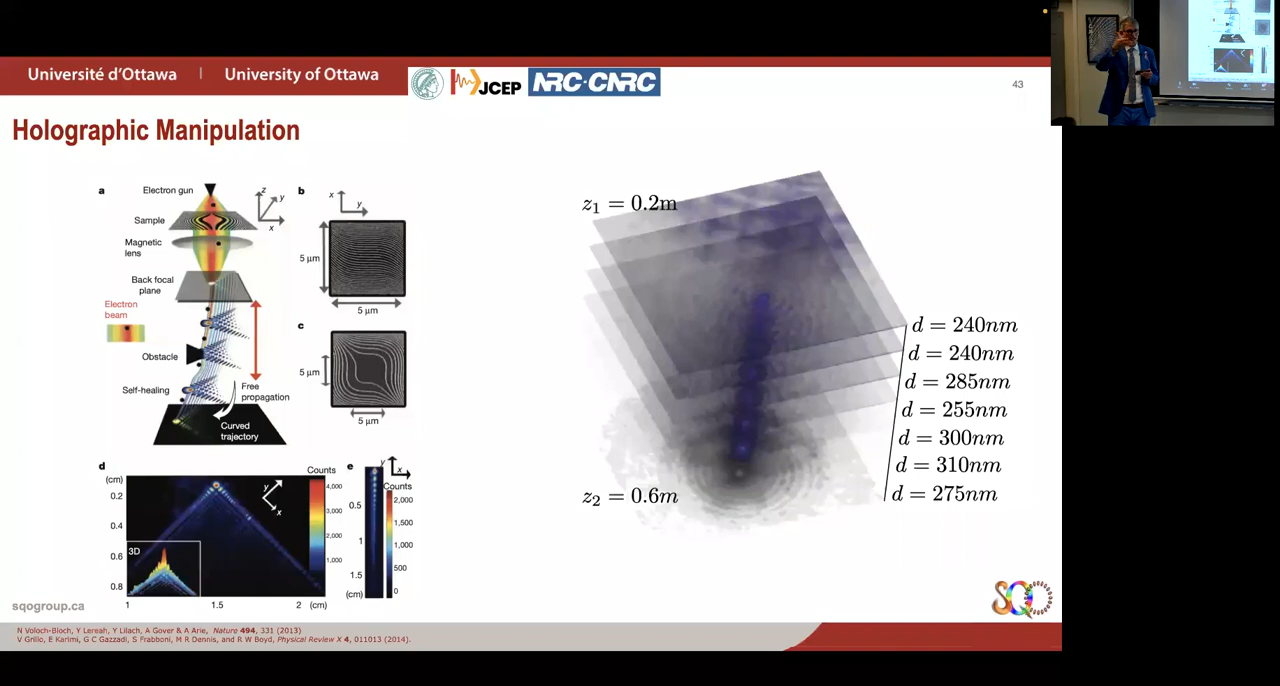 Université d'Ottawa | University of Ottawa
JCEP
NRC·CNRC
43
Holographic Manipulation
a
Electron gun
Sample
Magnetic
lens
Back focal
plane
Electron
beam
Obstacle
Self-healing
Free
propagation
Curved
trajectory
z
y
x
b
x
y
5 µm
5 µm
c
5 µm
5 µm
d
(cm)
0.2
0.4
0.6
0.8
3D
1
1.5
2
(cm)
y
x
Counts
4,000
3,000
2,000
1,000
e
y
x
0.5
1
1.5
(cm)
Counts
2,000
1,500
1,000
500
0
z₁ = 0.2m
z₂ = 0.6m
d = 240nm
d = 240nm
d = 285nm
d = 255nm
d = 300nm
d = 310nm
d = 275nm
sqogroup.ca
SQ
N Voloch-Bloch, Y Lereah, Y Lilach, A Gover & A Arie, Nature 494, 331 (2013)
V Grillo, E Karimi, G C Gazzadi, S Frabboni, M R Dennis, and R W Boyd, Physical Review X 4, 011013 (2014).